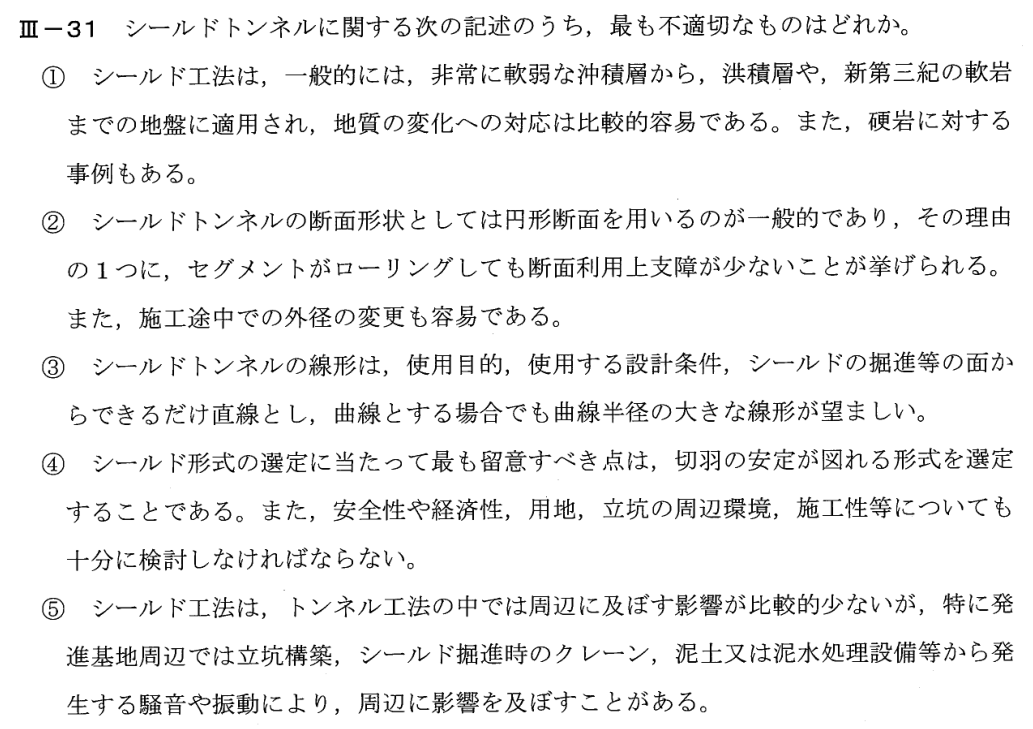 Ⅲ－31　シールドトンネルに関する次の記述のうち，最も不適切なものはどれか。
①　シールド工法は，一般的には，非常に軟弱な沖積層から，洪積層や，新第三紀の軟岩
までの地盤に適用され，地質の変化への対応は比較的容易である。また，硬岩に対する
事例もある。
②　シールドトンネルの断面形状としては円形断面を用いるのが一般的であり，その理由
の1つに，セグメントがローリングしても断面利用上支障が少ないことが挙げられる。
また，施工途中での外径の変更も容易である。
③　シールドトンネルの線形は，使用目的，使用する設計条件，シールドの掘進等の面か
らできるだけ直線とし，曲線とする場合でも曲線半径の大きな線形が望ましい。
④　シールド形式の選定に当たって最も留意すべき点は，切羽の安定が図れる形式を選定
することである。また，安全性や経済性，用地，立坑の周辺環境，施工性等についても
十分に検討しなければならない。
⑤　シールド工法は，トンネル工法の中では周辺に及ぼす影響が比較的少ないが，特に発
進基地周辺では立坑構築，シールド掘進時のクレーン，泥土又は泥水処理設備等から発
生する騒音や振動により，周辺に影響を及ぼすことがある。